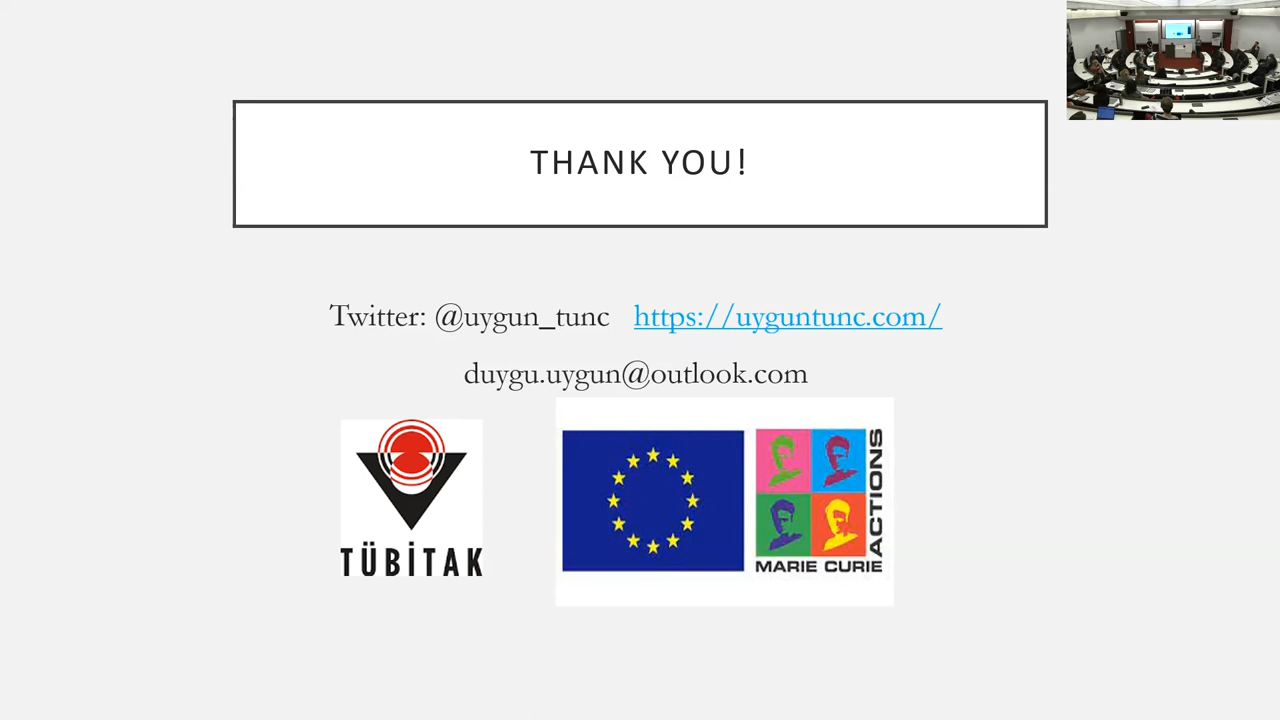 THANK YOU!
Twitter: @uygun_tunc https://uyguntunc.com/
duygu.uygun@outlook.com
TÜBİTAK
MARIE CURIE
ACTIONS